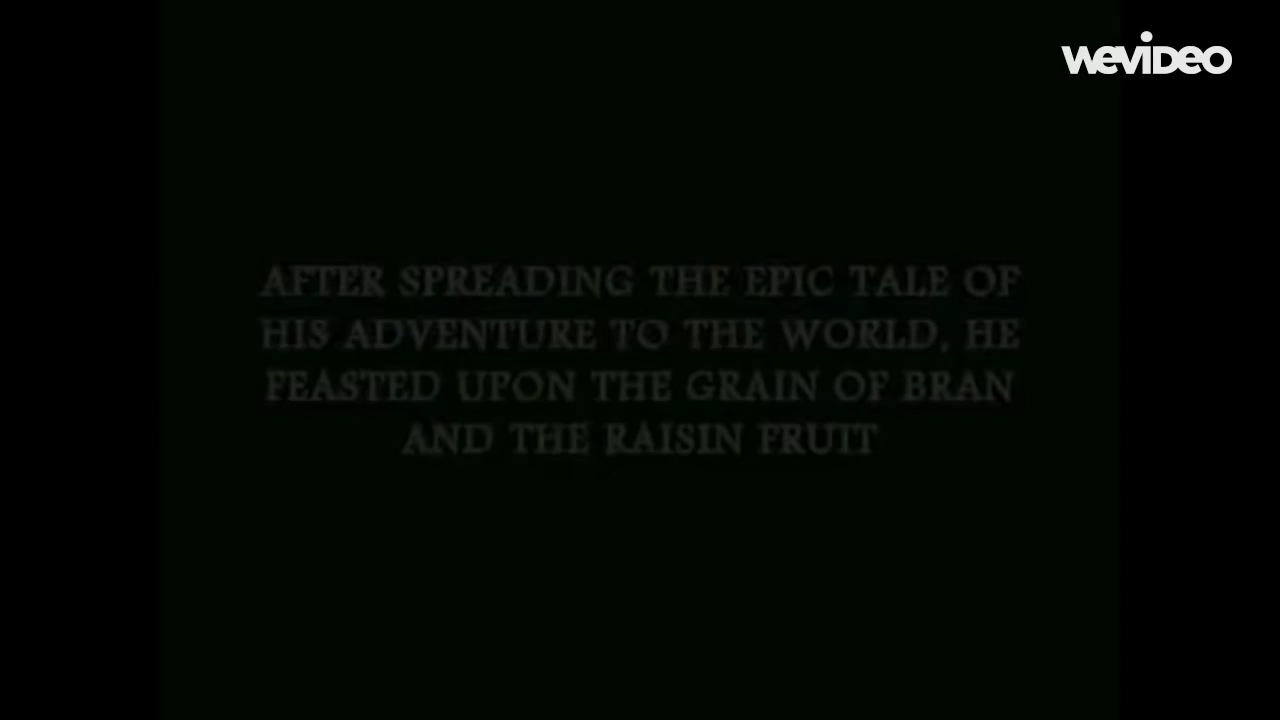 wevideo
AFTER SPREADING THE EPIC TALE OF
HIS ADVENTURE TO THE WORLD, HE
FEASTED UPON THE GRAIN OF BRAN
AND THE RAISIN FRUIT